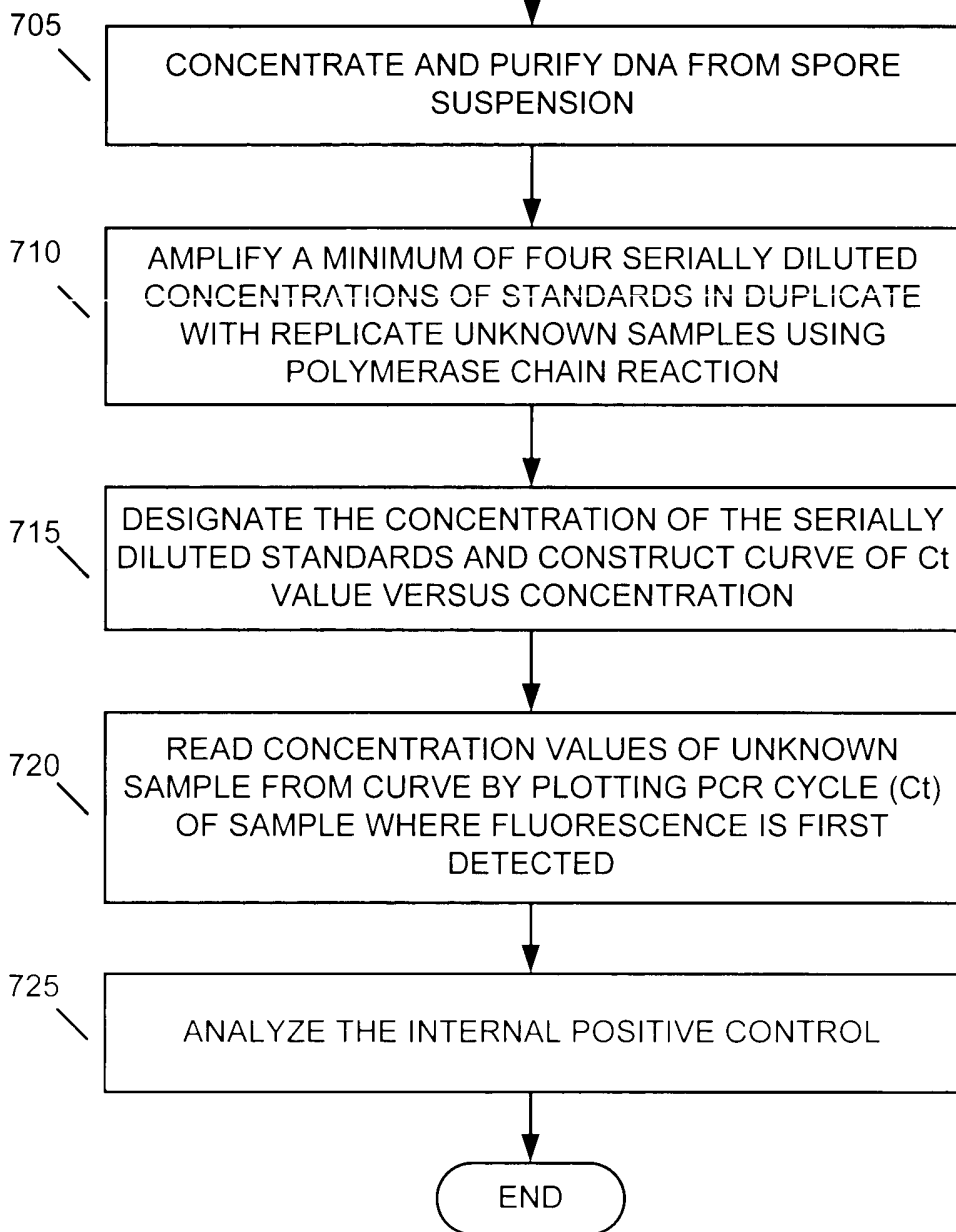 705
CONCENTRATE AND PURIFY DNA FROM SPORE
SUSPENSION
710
AMPLIFY A MINIMUM OF FOUR SERIALLY DILUTED
CONCENTRATIONS OF STANDARDS IN DUPLICATE
WITH REPLICATE UNKNOWN SAMPLES USING
POLYMERASE CHAIN REACTION
715
DESIGNATE THE CONCENTRATION OF THE SERIALLY
DILUTED STANDARDS AND CONSTRUCT CURVE OF Ct
VALUE VERSUS CONCENTRATION
720
READ CONCENTRATION VALUES OF UNKNOWN
SAMPLE FROM CURVE BY PLOTTING PCR CYCLE (Ct)
OF SAMPLE WHERE FLUORESCENCE IS FIRST
DETECTED
725
ANALYZE THE INTERNAL POSITIVE CONTROL
END